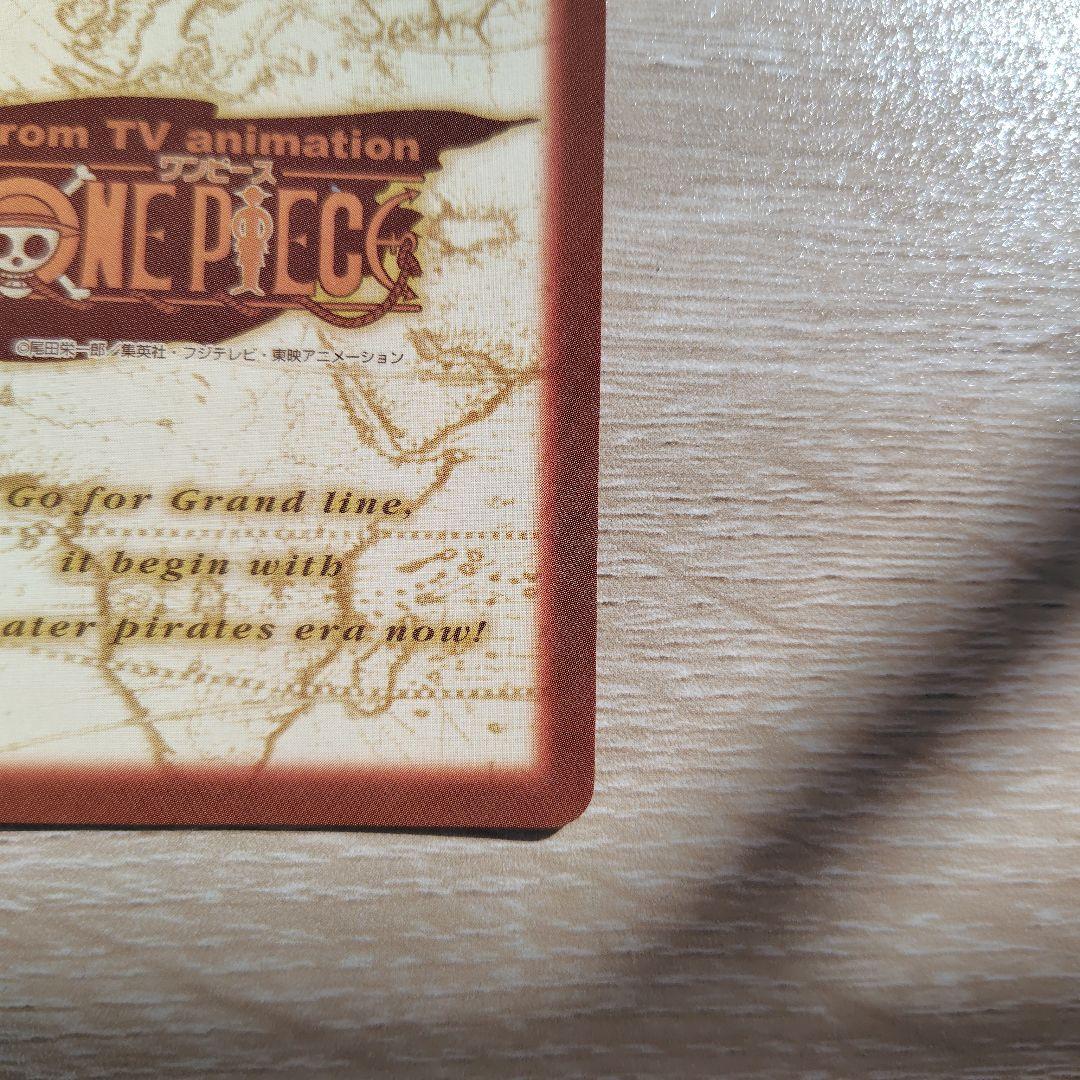 rom TV animation
ワンピース
ONE PIECE
©尾田栄一郎／集英社・フジテレビ・東映アニメーション
Go for Grand line,
it begin with
ater pirates era now!